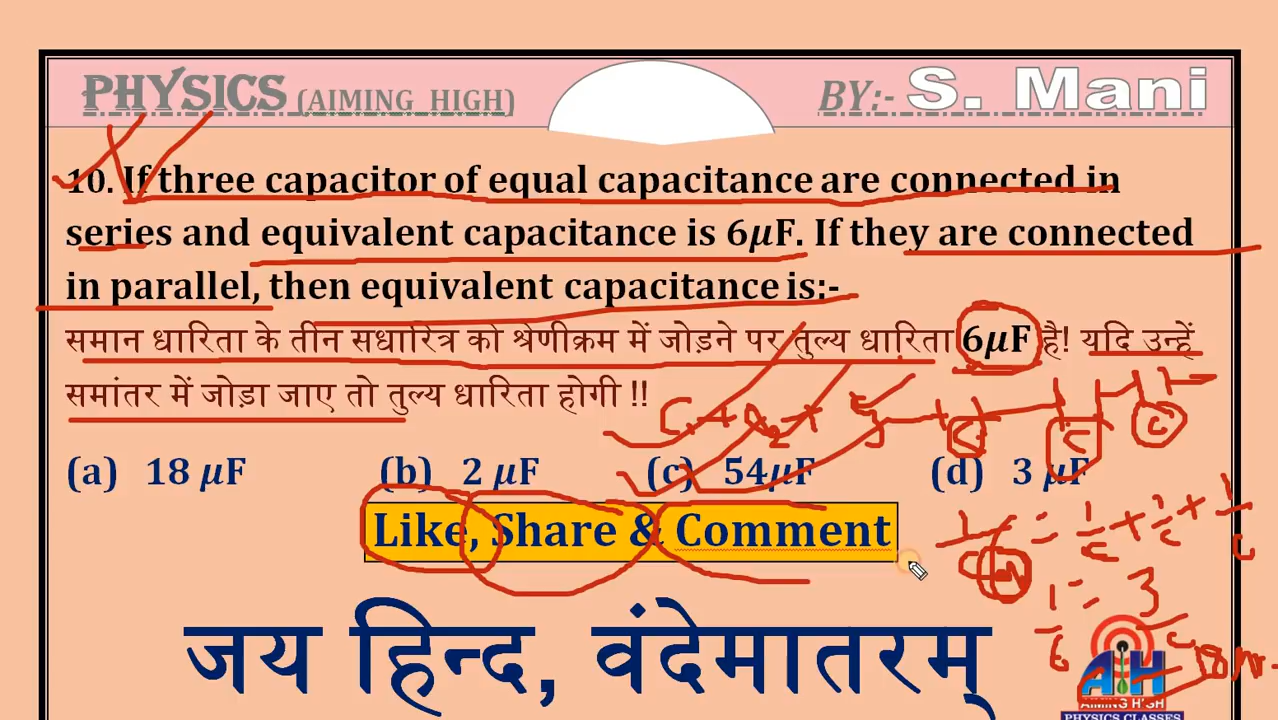 PHYSICS (AIMING HIGH) BY:- S. Mani
10. If three capacitor of equal capacitance are connected in
series and equivalent capacitance is 6μF. If they are connected
in parallel, then equivalent capacitance is:-
समान धारिता के तीन संधारित्र को श्रेणीक्रम में जोड़ने पर तुल्य धारिता 6μF है! यदि उन्हें
समांतर में जोड़ा जाए तो तुल्य धारिता होगी !!
(a) 18 μF (b) 2 μF (c) 54μF (d) 3 μF
Like, Share & Comment
जय हिन्द, वंदेमातरम्
AIMING HIGH
PHYSICS CLASSES